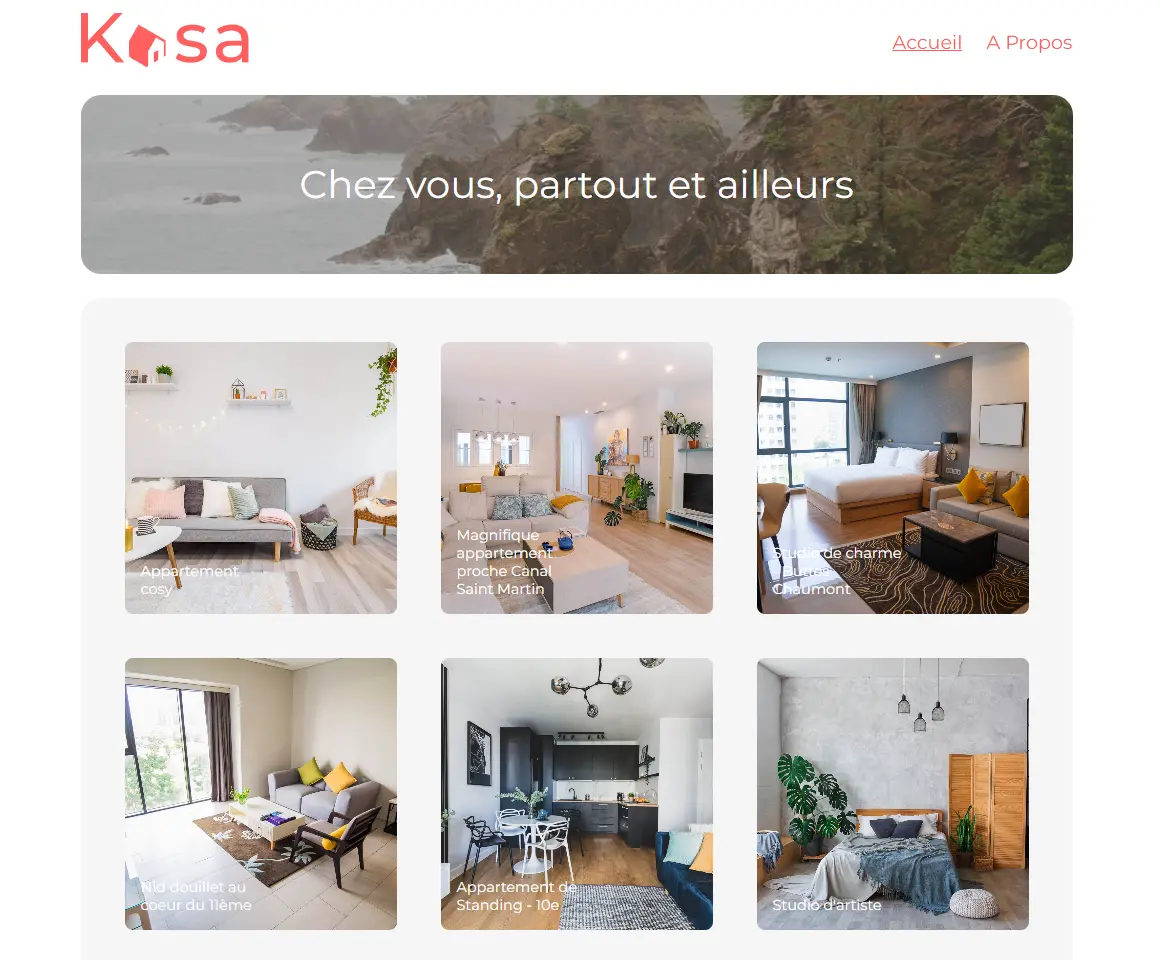 Kasa
Accueil
A Propos
Chez vous, partout et ailleurs
Appartement
cosy
Magnifique
appartement
proche Canal
Saint Martin
Studio de charme
- Buttes
Chaumont
Nid douillet au
coeur du 11ème
Appartement de
Standing - 10e
Studio d'artiste